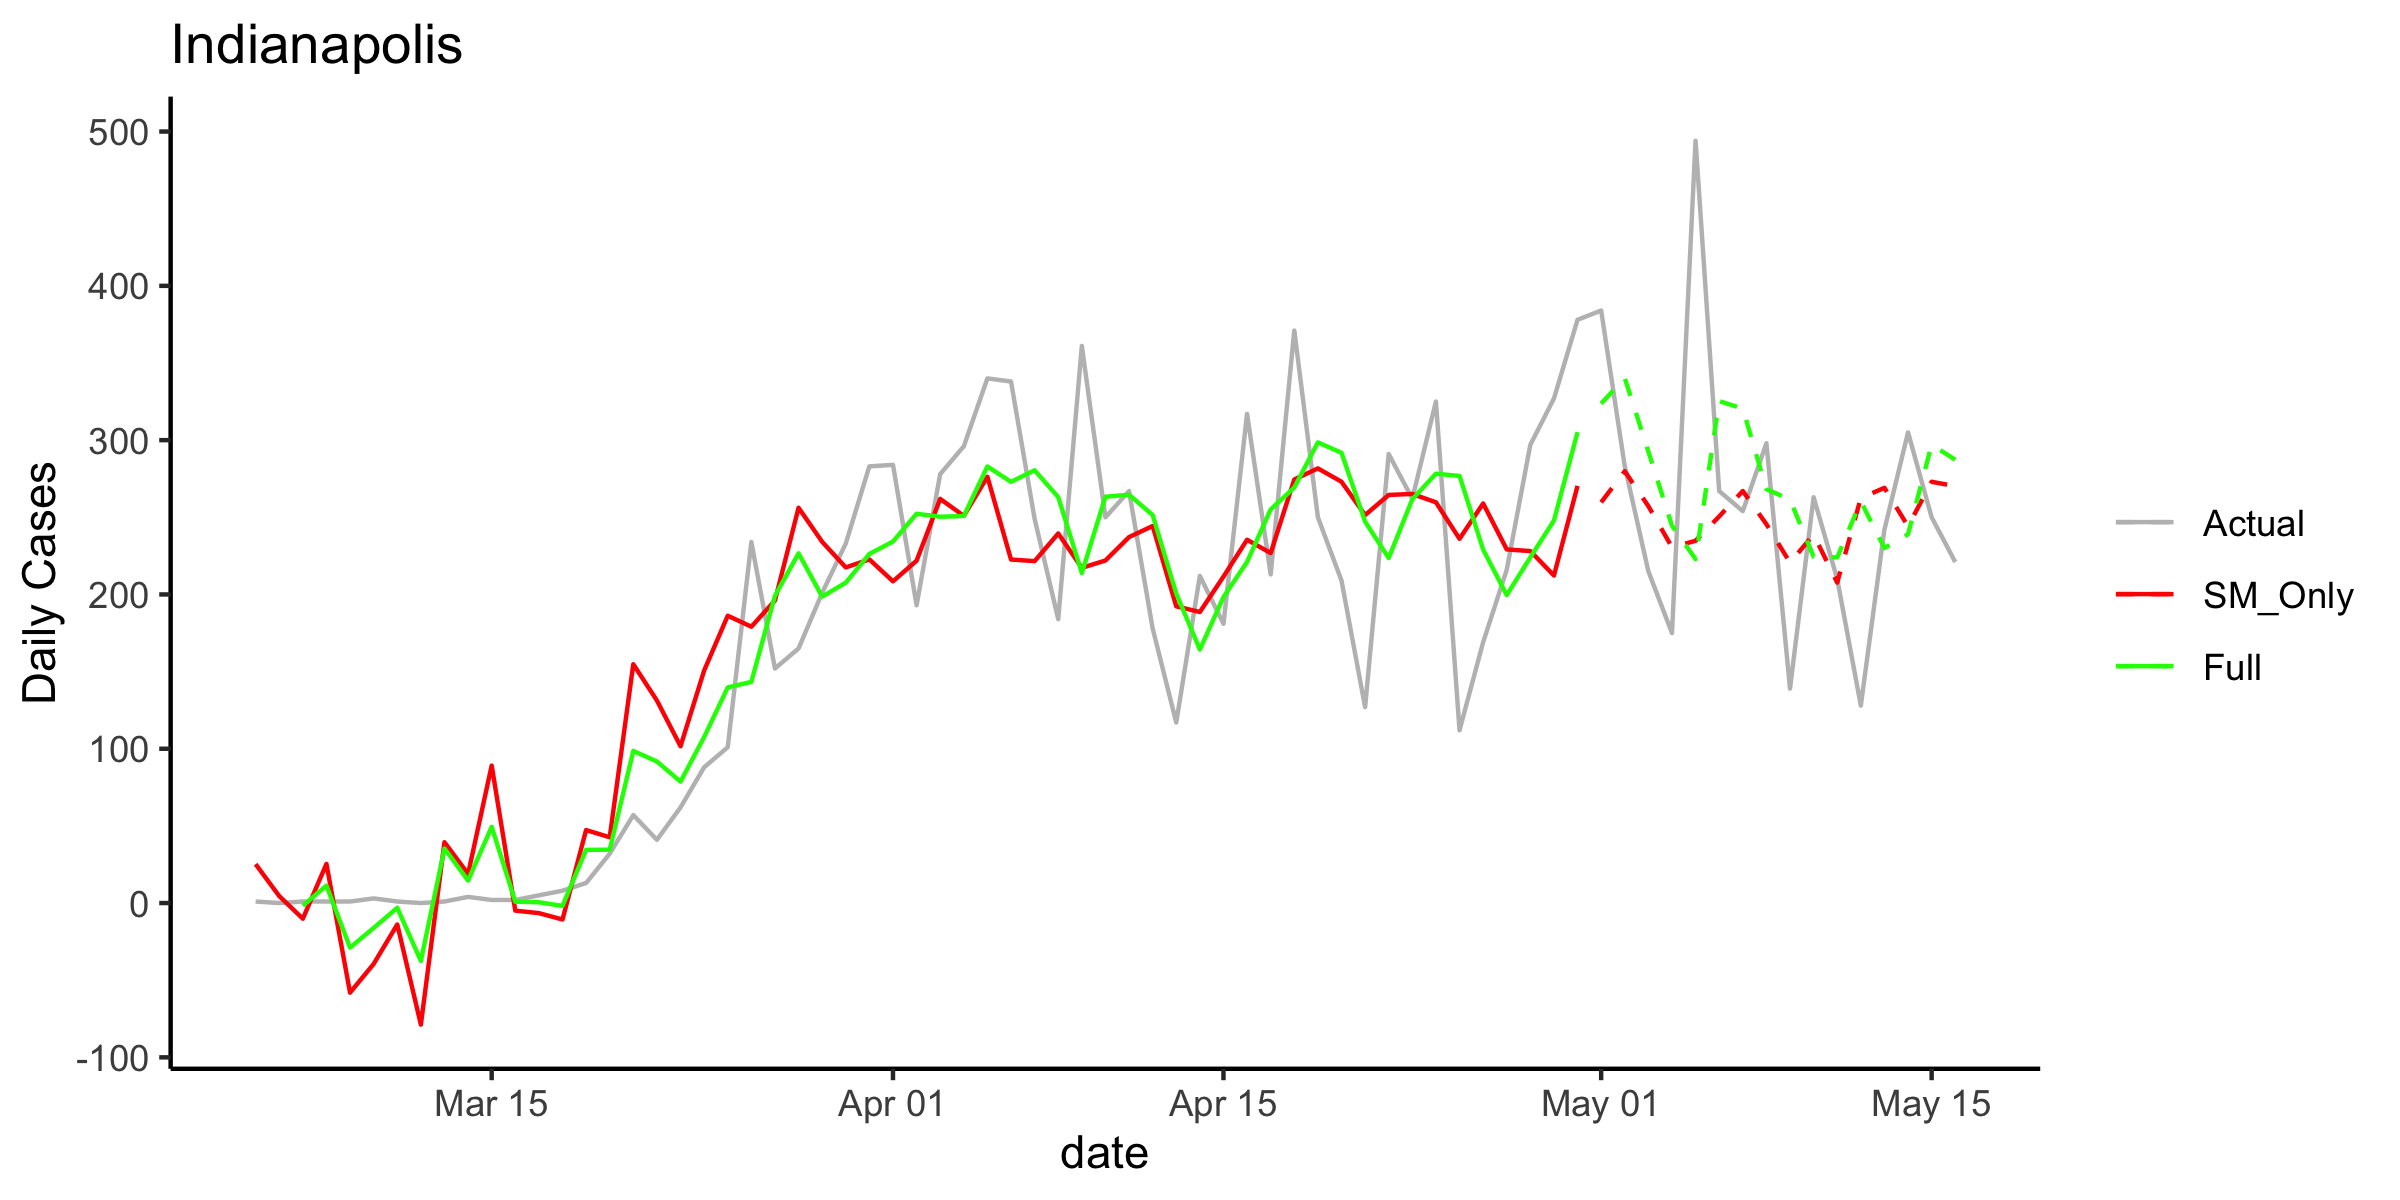 Indianapolis
500
400
300
200
100
0
-100
Daily Cases
Mar 15
Apr 01
Apr 15
May 01
May 15
date
Actual
SM_Only
Full